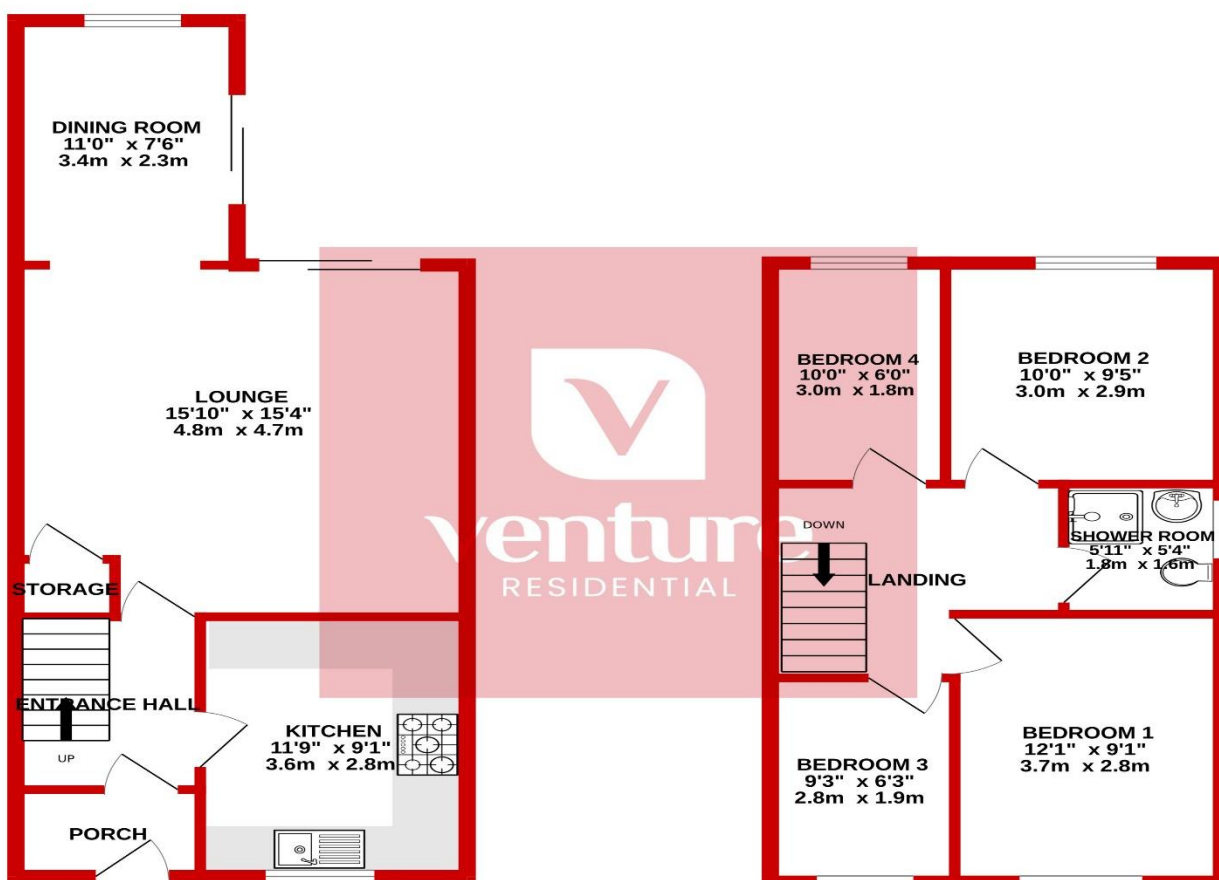 DINING ROOM
11'0" x 7'6"
3.4m x 2.3m
LOUNGE
15'10" x 15'4"
4.8m x 4.7m
STORAGE
ENTRANCE HALL
UP
KITCHEN
11'9" x 9'1"
3.6m x 2.8m
PORCH
venture
RESIDENTIAL
BEDROOM 4
10'0" x 6'0"
3.0m x 1.8m
BEDROOM 2
10'0" x 9'5"
3.0m x 2.9m
DOWN
LANDING
SHOWER ROOM
5'11" x 5'4"
1.8m x 1.6m
BEDROOM 3
9'3" x 6'3"
2.8m x 1.9m
BEDROOM 1
12'1" x 9'1"
3.7m x 2.8m